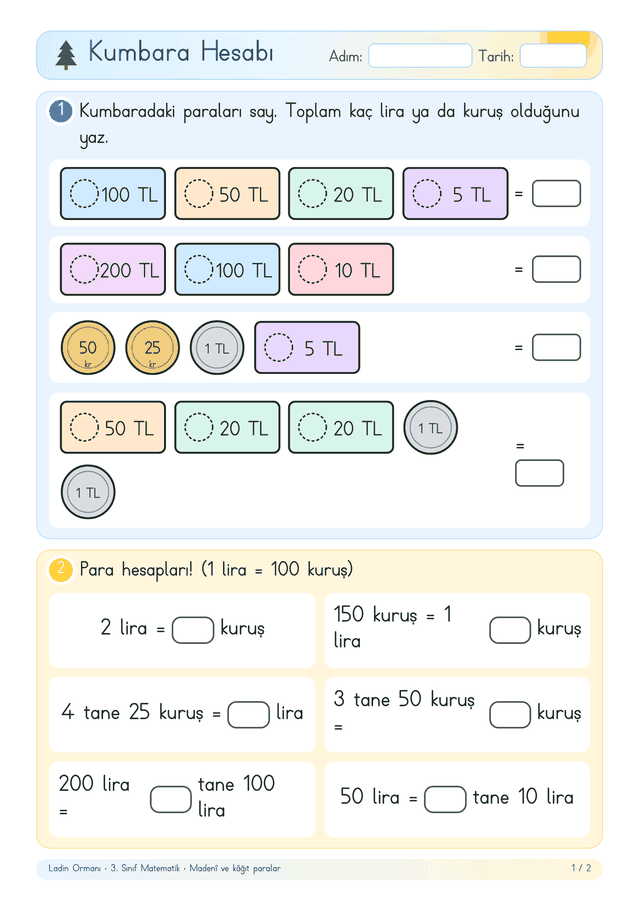 Kumbara Hesabı
Adım:
Tarih:
1 Kumbaradaki paraları say. Toplam kaç lira ya da kuruş olduğunu
yaz.
100 TL 50 TL 20 TL 5 TL =
200 TL 100 TL 10 TL =
50 kr 25 kr 1 TL 5 TL =
50 TL 20 TL 20 TL 1 TL =
1 TL
2 Para hesapları! (1 lira = 100 kuruş)
2 lira = kuruş
150 kuruş = 1
lira kuruş
4 tane 25 kuruş = lira
3 tane 50 kuruş
= kuruş
200 lira
= tane 100
lira
50 lira = tane 10 lira
Ladin Ormanı · 3. Sınıf Matematik · Madenî ve kâğıt paralar
1 / 2